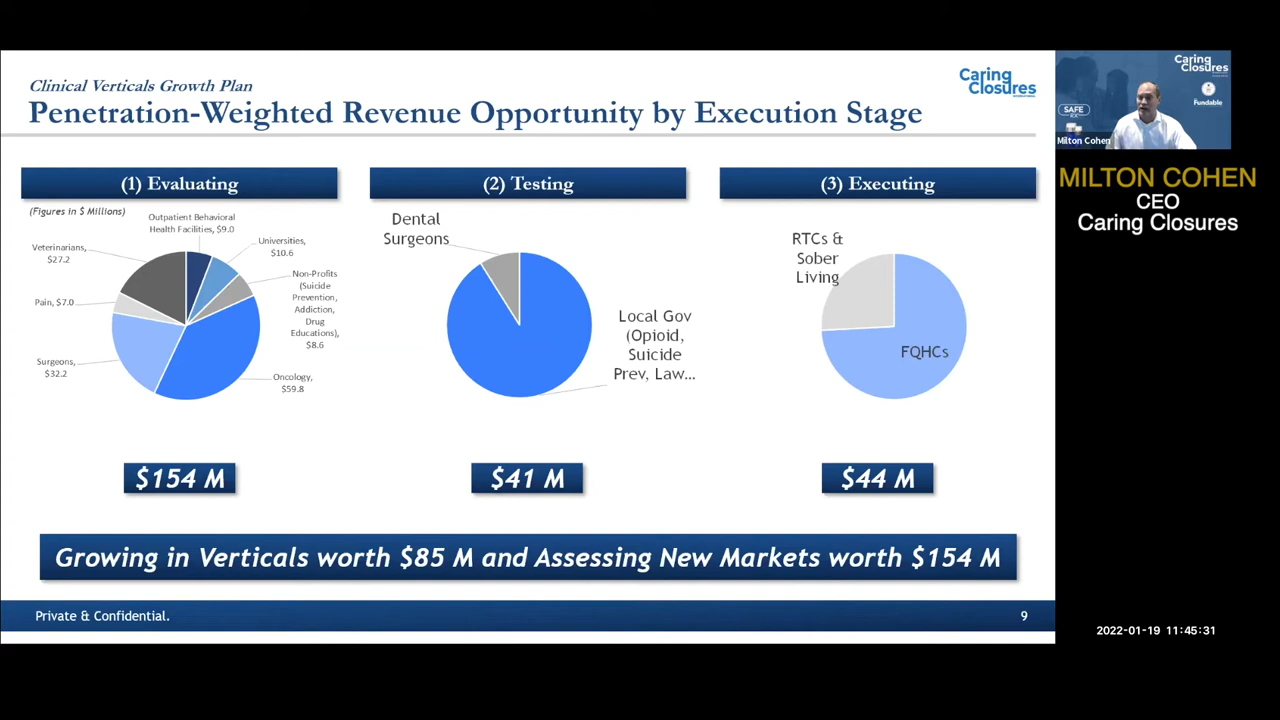 Clinical Verticals Growth Plan
Penetration-Weighted Revenue Opportunity by Execution Stage
Caring
Closures
(1) Evaluating
(Figures in $ Millions)
Outpatient Behavioral
Health Facilities, $9.0
Universities,
$10.6
Non-Profits
(Suicide
Prevention,
Addiction,
Drug
Educations),
$8.6
Oncology,
$59.8
Surgeons,
$32.2
Pain, $7.0
Veterinarians,
$27.2
$154 M
(2) Testing
Dental
Surgeons
Local Gov
(Opioid,
Suicide
Prev, Law...
$41 M
(3) Executing
RTCs &
Sober
Living
FQHCs
$44 M
Growing in Verticals worth $85 M and Assessing New Markets worth $154 M
Private & Confidential.
9
Caring
Closures
Fundable
SAFE
Milton Cohen
MILTON COHEN
CEO
Caring Closures
2022-01-19 11:45:31